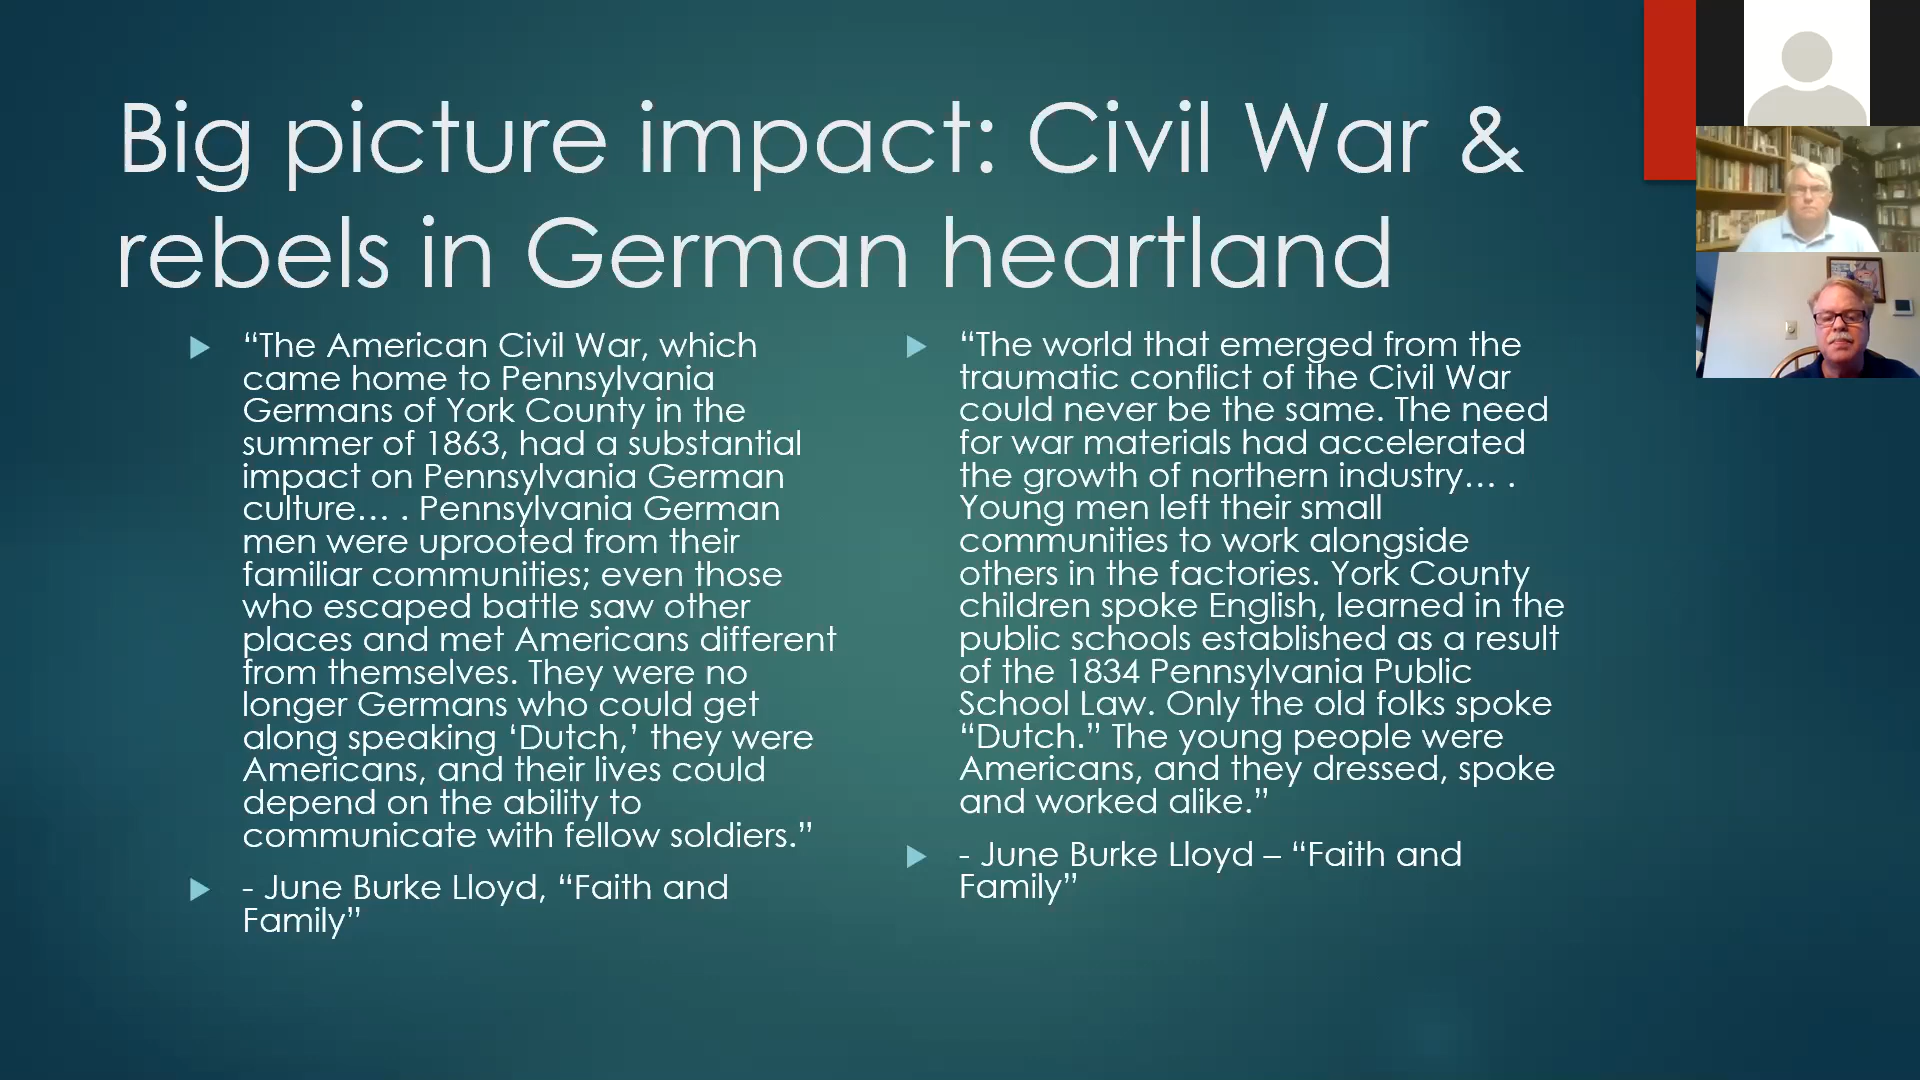 Big picture impact: Civil War &
rebels in German heartland
“The American Civil War, which
came home to Pennsylvania
Germans of York County in the
summer of 1863, had a substantial
impact on Pennsylvania German
culture… . Pennsylvania German
men were uprooted from their
familiar communities; even those
who escaped battle saw other
places and met Americans different
from themselves. They were no
longer Germans who could get
along speaking ‘Dutch,’ they were
Americans, and their lives could
depend on the ability to
communicate with fellow soldiers.”
- June Burke Lloyd, “Faith and
Family”
“The world that emerged from the
traumatic conflict of the Civil War
could never be the same. The need
for war materials had accelerated
the growth of northern industry… .
Young men left their small
communities to work alongside
others in the factories. York County
children spoke English, learned in the
public schools established as a result
of the 1834 Pennsylvania Public
School Law. Only the old folks spoke
“Dutch.” The young people were
Americans, and they dressed, spoke
and worked alike.”
- June Burke Lloyd – “Faith and
Family”